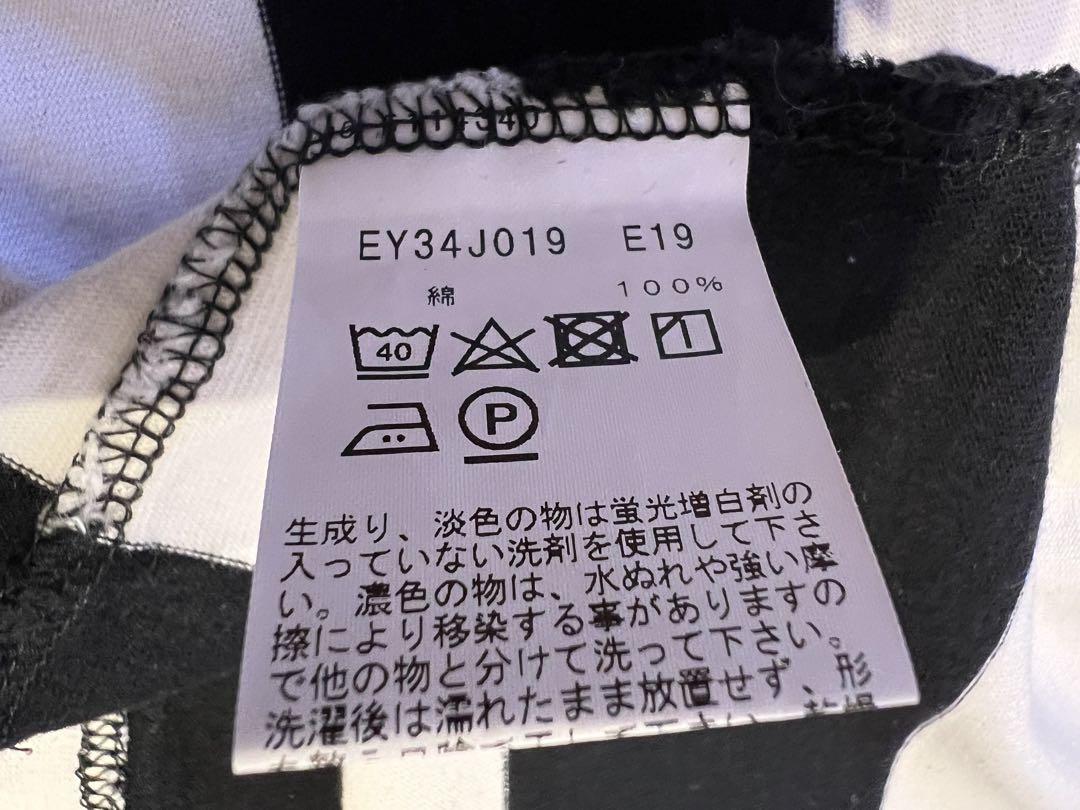 EY34J019 E19
綿 100%
40
P
生成り、淡色の物は蛍光増白剤の
入っていない洗剤を使用して下さ
い。濃色の物は、水ぬれや強い摩
擦により移染する事がありますの
で他の物と分けて洗って下さい。
洗濯後は濡れたまま放置せず、形